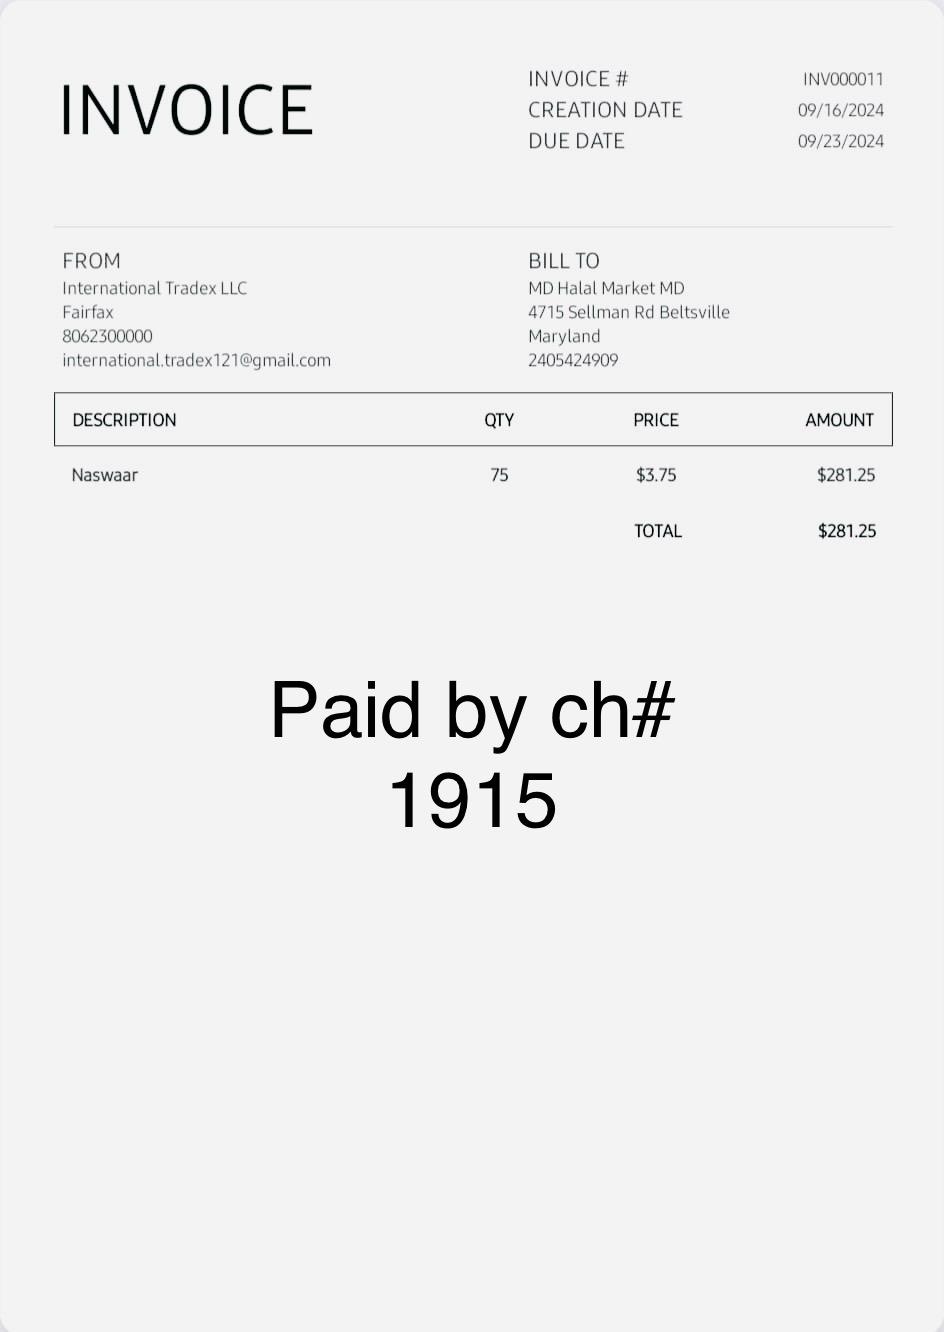 INVOICE
INVOICE # INV000011
CREATION DATE 09/16/2024
DUE DATE 09/23/2024
FROM
International Tradex LLC
Fairfax
8062300000
international.tradex121@gmail.com
BILL TO
MD Halal Market MD
4715 Sellman Rd Beltsville
Maryland
2405424909
DESCRIPTION QTY PRICE AMOUNT
Naswaar 75 $3.75 $281.25
TOTAL $281.25
Paid by ch#
1915